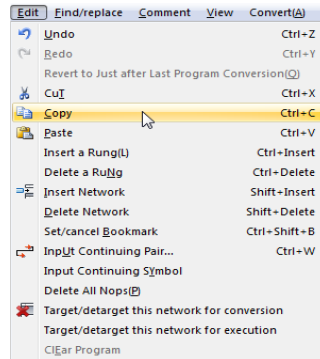 Edit Find/replace Comment View Convert(A)
Undo Ctrl+Z
Redo Ctrl+Y
Revert to Just after Last Program Conversion(O)
CuT Ctrl+X
Copy Ctrl+C
Paste Ctrl+V
Insert a Rung(L) Ctrl+Insert
Delete a RuNg Ctrl+Delete
Insert Network Shift+Insert
Delete Network Shift+Delete
Set/cancel Bookmark Ctrl+Shift+B
InpUt Continuing Pair... Ctrl+W
Input Continuing SYmbol
Delete All Nops(P)
Target/detarget this network for conversion
Target/detarget this network for execution
ClEar Program